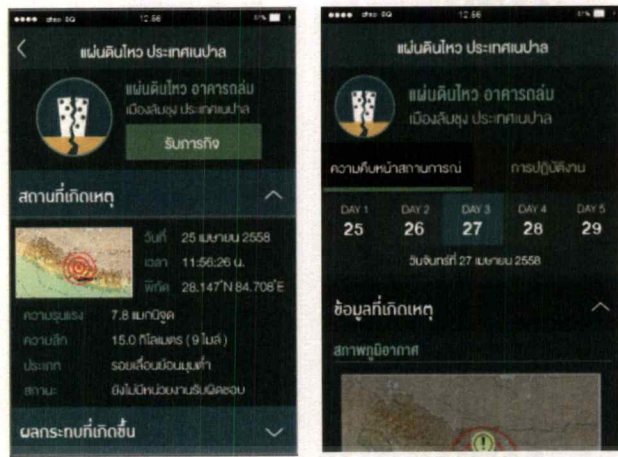 12:56
แผ่นดินไหว ประเทศเนปาล
แผ่นดินไหว อาคารถล่ม
เมืองลัมชุง ประเทศเนปาล
รับภารกิจ
สถานที่เกิดเหตุ
วันที่ 25 เมษายน 2558
เวลา 11:56:26 น.
พิกัด 28.147°N 84.708°E
ความรุนแรง 7.8 แมกนิจูด
ความลึก 15.0 กิโลเมตร (9 ไมล์)
ประเภท รอยเลื่อนย้อนมุมต่ำ
สถานะ ยังไม่มีหน่วยงานรับผิดชอบ
ผลกระทบที่เกิดขึ้น
12:56
แผ่นดินไหว ประเทศเนปาล
แผ่นดินไหว อาคารถล่ม
เมืองลัมชุง ประเทศเนปาล
ความคืบหน้าสถานการณ์ การปฏิบัติงาน
DAY 1 DAY 2 DAY 3 DAY 4 DAY 5
25 26 27 28 29
วันจันทร์ที่ 27 เมษายน 2558
ข้อมูลที่เกิดเหตุ
สภาพภูมิอากาศ